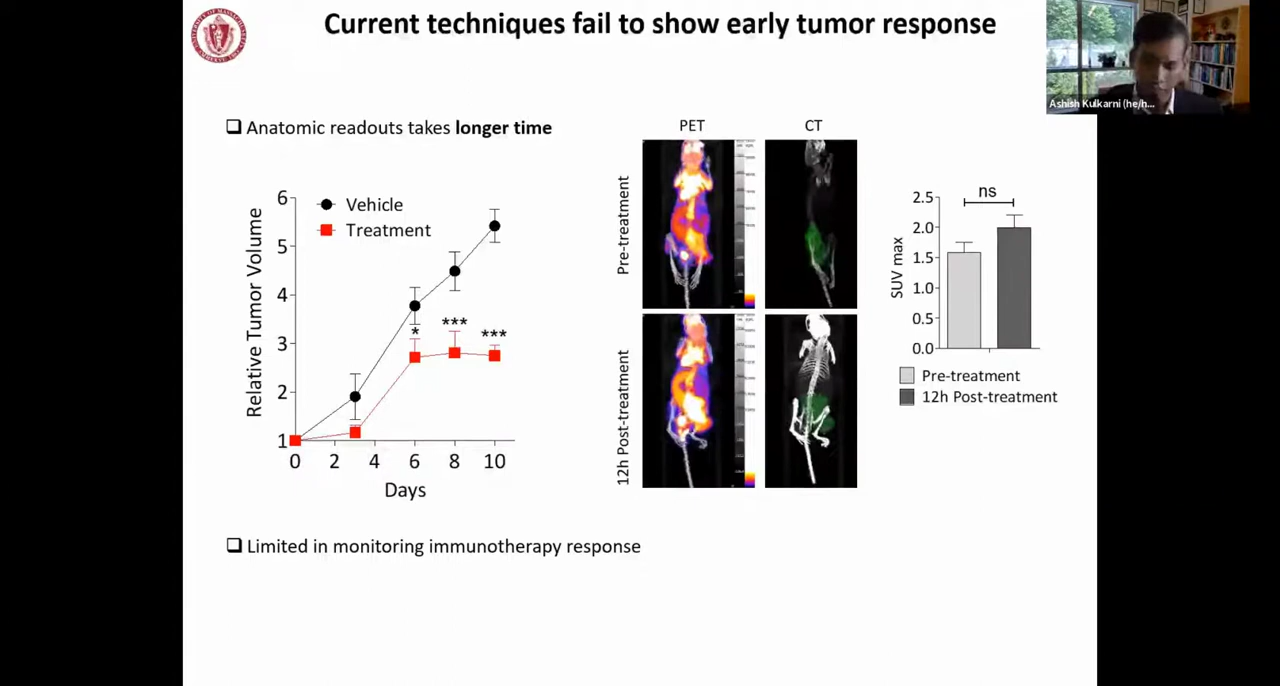 Current techniques fail to show early tumor response
Ashish Kulkarni (he/h...
❑ Anatomic readouts takes longer time
Relative Tumor Volume
6
5
4
3
2
1
0 2 4 6 8 10
Days
Vehicle
Treatment
*
***
***
PET CT
Pre-treatment
12h Post-treatment
SUV max
2.5
2.0
1.5
1.0
0.5
0.0
ns
Pre-treatment
12h Post-treatment
❑ Limited in monitoring immunotherapy response